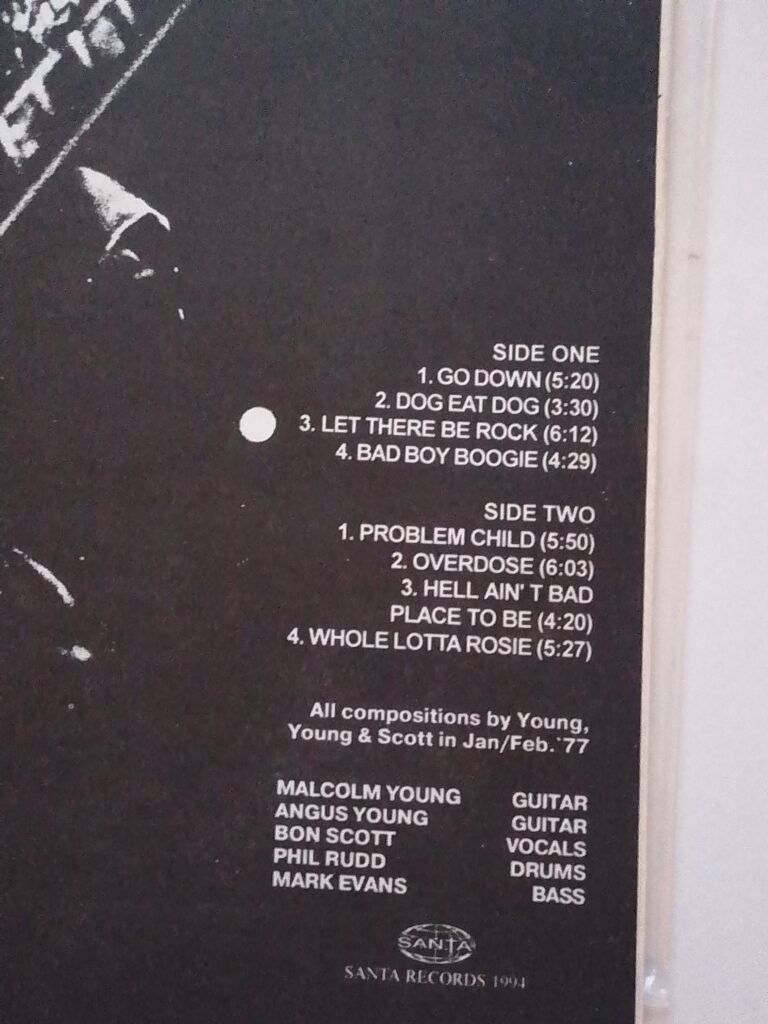 SIDE ONE
1. GO DOWN (5:20)
2. DOG EAT DOG (3:30)
3. LET THERE BE ROCK (6:12)
4. BAD BOY BOOGIE (4:29)
SIDE TWO
1. PROBLEM CHILD (5:50)
2. OVERDOSE (6:03)
3. HELL AIN' T BAD
PLACE TO BE (4:20)
4. WHOLE LOTTA ROSIE (5:27)
All compositions by Young,
Young & Scott in Jan/Feb.'77
MALCOLM YOUNG GUITAR
ANGUS YOUNG GUITAR
BON SCOTT VOCALS
PHIL RUDD DRUMS
MARK EVANS BASS
SANTA
SANTA RECORDS 1994